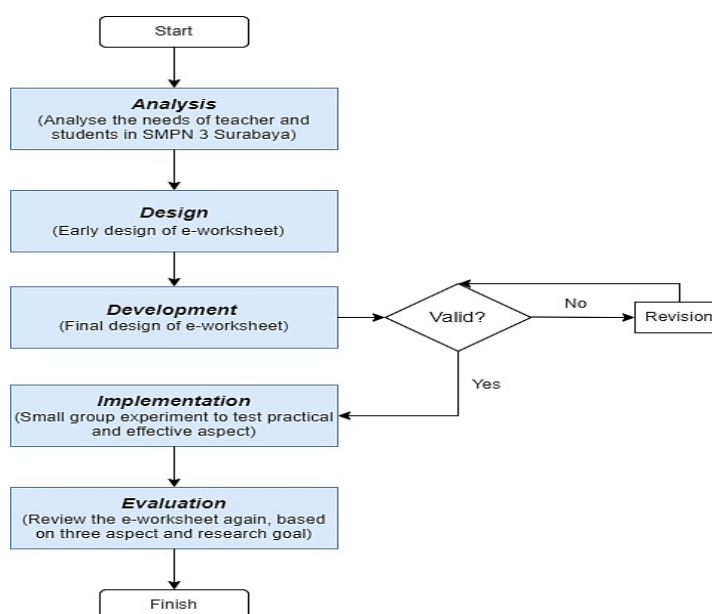 Start
Analysis
(Analyse the needs of teacher and
students in SMPN 3 Surabaya)
Design
(Early design of e-worksheet)
Development
(Final design of e-worksheet)
Valid?
No
Revision
Yes
Implementation
(Small group experiment to test practical
and effective aspect)
Evaluation
(Review the e-worksheet again, based
on three aspect and research goal)
Finish